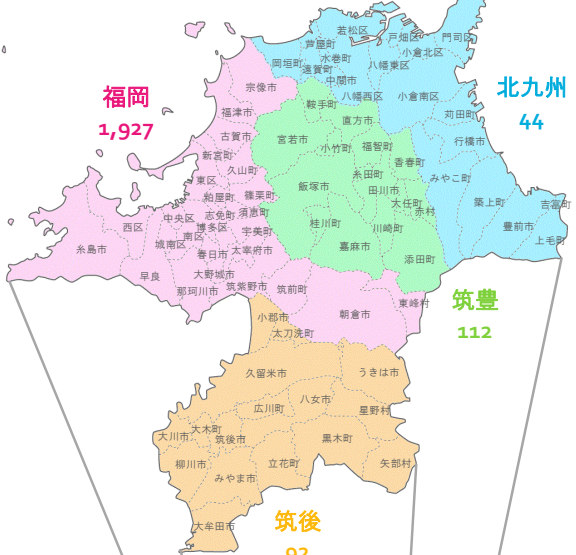 若松区
戸畑区
門司区
芦屋町
小倉北区
水巻町
岡垣町
遠賀町
八幡東区
中間市
北九州
44
宗像市
八幡西区
小倉南区
福岡
1,927
鞍手町
福津市
直方市
苅田町
古賀市
宮若市
行橋市
小竹町
福智町
新宮町
香春町
久山町
糸田町
みやこ町
東区
飯塚市
田川市
粕屋町
篠栗町
大任町
築上町
吉富町
中央区
志免町
須恵町
赤村
西区
博多区
桂川町
川崎町
豊前市
南区
宇美町
城南区
嘉麻市
上毛町
糸島市
春日市
太宰府市
早良
大野城市
添田町
那珂川市
筑紫野市
筑前町
筑豊
112
東峰村
小郡市
朝倉市
太刀洗町
久留米市
うきは市
八女市
広川町
星野村
大木町
大川市
筑後市
黒木町
柳川市
立花町
矢部村
みやま市
筑後
大牟田市